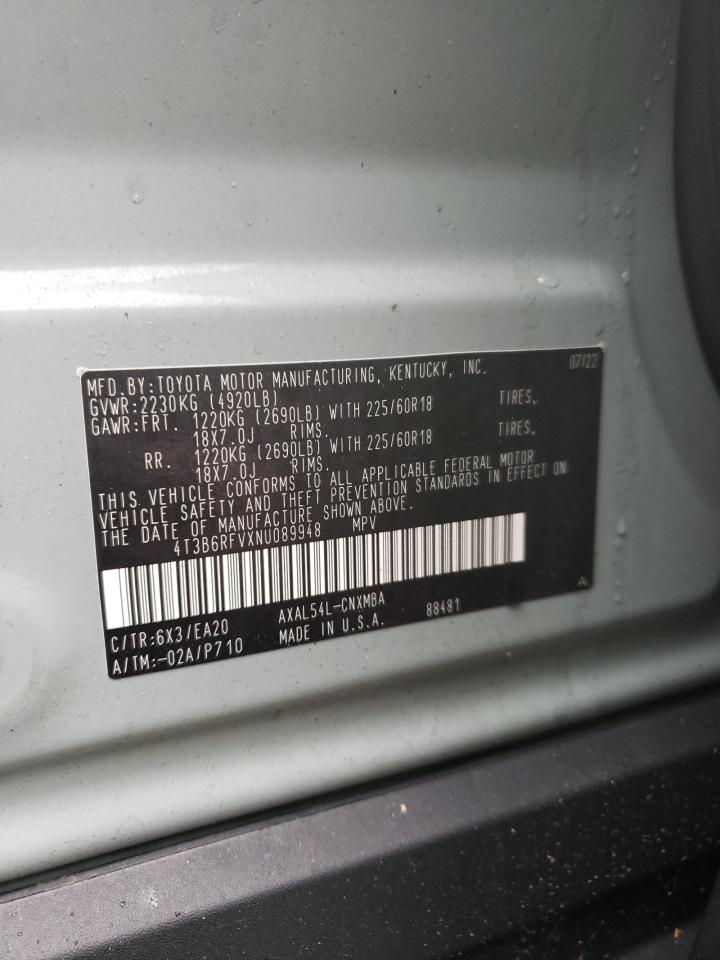 MFD. BY: TOYOTA MOTOR MANUFACTURING, KENTUCKY, INC. 07/22
GVWR: 2230KG (4920LB)
GAWR: FRT. 1220KG (2690LB) WITH 225/60R18 TIRES,
18X7.0J RIMS.
RR. 1220KG (2690LB) WITH 225/60R18 TIRES,
18X7.0J RIMS.
THIS VEHICLE CONFORMS TO ALL APPLICABLE FEDERAL MOTOR
VEHICLE SAFETY AND THEFT PREVENTION STANDARDS IN EFFECT ON
THE DATE OF MANUFACTURE SHOWN ABOVE.
4T3B6RFVXNU089948 MPV
C/TR:6X3/EA20 AXAL54L-CNXMBA 88481
A/TM:-02A/P710 MADE IN U.S.A.